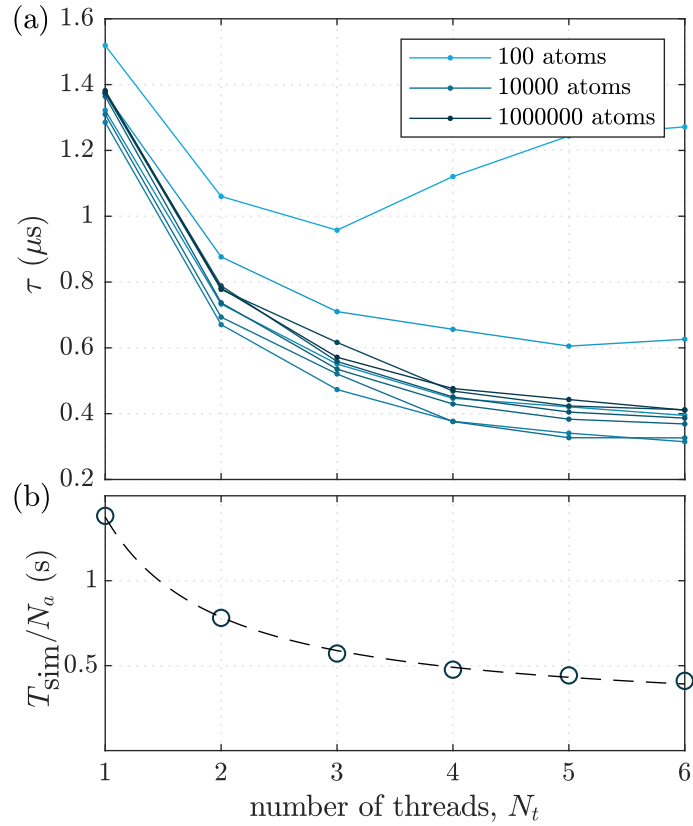 (a)
1.6
1.4
1.2
1
0.8
0.6
0.4
0.2
τ (μs)
100 atoms
10000 atoms
1000000 atoms
(b)
1
0.5
T_sim/N_a (s)
1 2 3 4 5 6
number of threads, N_t